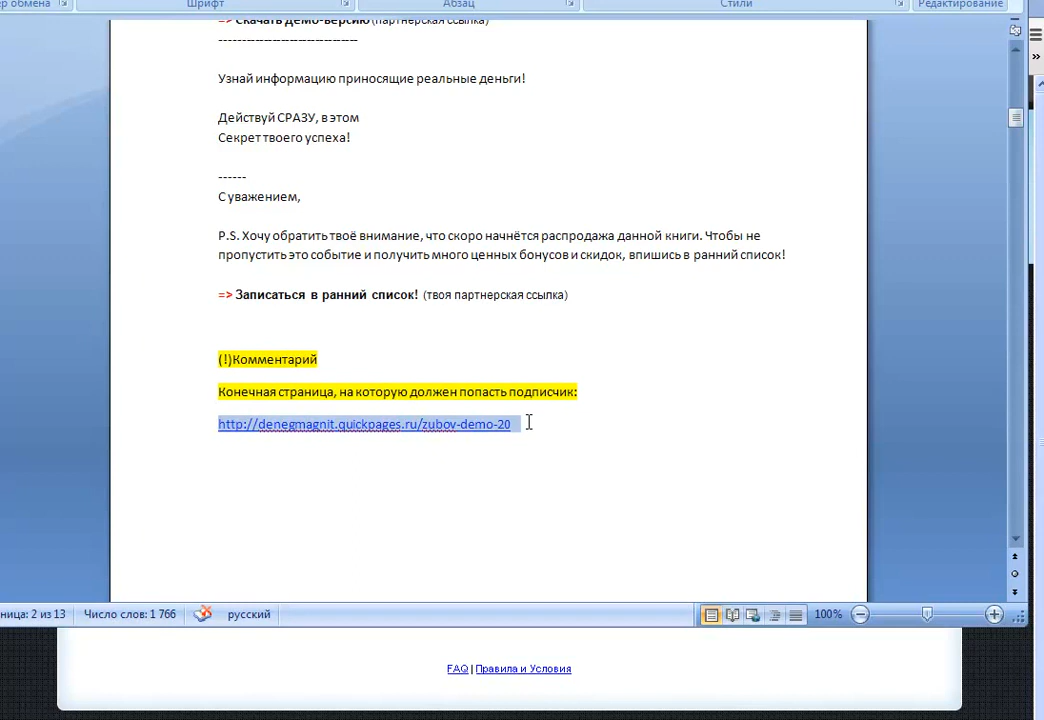 ер обмена
Шрифт
Абзац
Стили
Редактирование
=> Скачать демо-версию (партнерская ссылка)
--------------------------------
Узнай информацию приносящие реальные деньги!
Действуй СРАЗУ, в этом
Секрет твоего успеха!
------
С уважением,
P.S. Хочу обратить твоё внимание, что скоро начнётся распродажа данной книги. Чтобы не
пропустить это событие и получить много ценных бонусов и скидок, впишись в ранний список!
=> Записаться в ранний список! (твоя партнерская ссылка)
(!)Комментарий
Конечная страница, на которую должен попасть подписчик:
http://denegmagnit.quickpages.ru/zubov-demo-20
ница: 2 из 13
Число слов: 1 766
русский
100%
FAQ | Правила и Условия